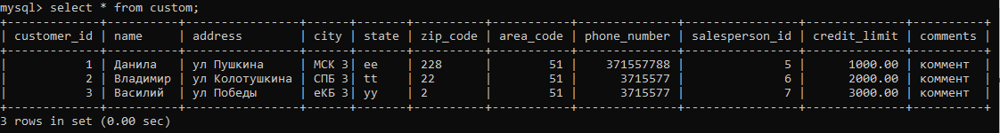 mysql> select * from custom;
+-------------+----------+----------------+-------+-------+----------+-----------+--------------+----------------+--------------+----------+
| customer_id | name | address | city | state | zip_code | area_code | phone_number | salesperson_id | credit_limit | comments |
+-------------+----------+----------------+-------+-------+----------+-----------+--------------+----------------+--------------+----------+
| 1 | Данила | ул Пушкина | МСК З| ee | 228 | 51 | 371557788 | 5 | 1000.00 | коммент |
| 2 | Владимир | ул Колотушкина | СПБ З| tt | 22 | 51 | 3715577 | 6 | 2000.00 | коммент |
| 3 | Василий | ул Победы | еКБ З| yy | 2 | 51 | 3715577 | 7 | 3000.00 | коммент |
+-------------+----------+----------------+-------+-------+----------+-----------+--------------+----------------+--------------+----------+
3 rows in set (0.00 sec)